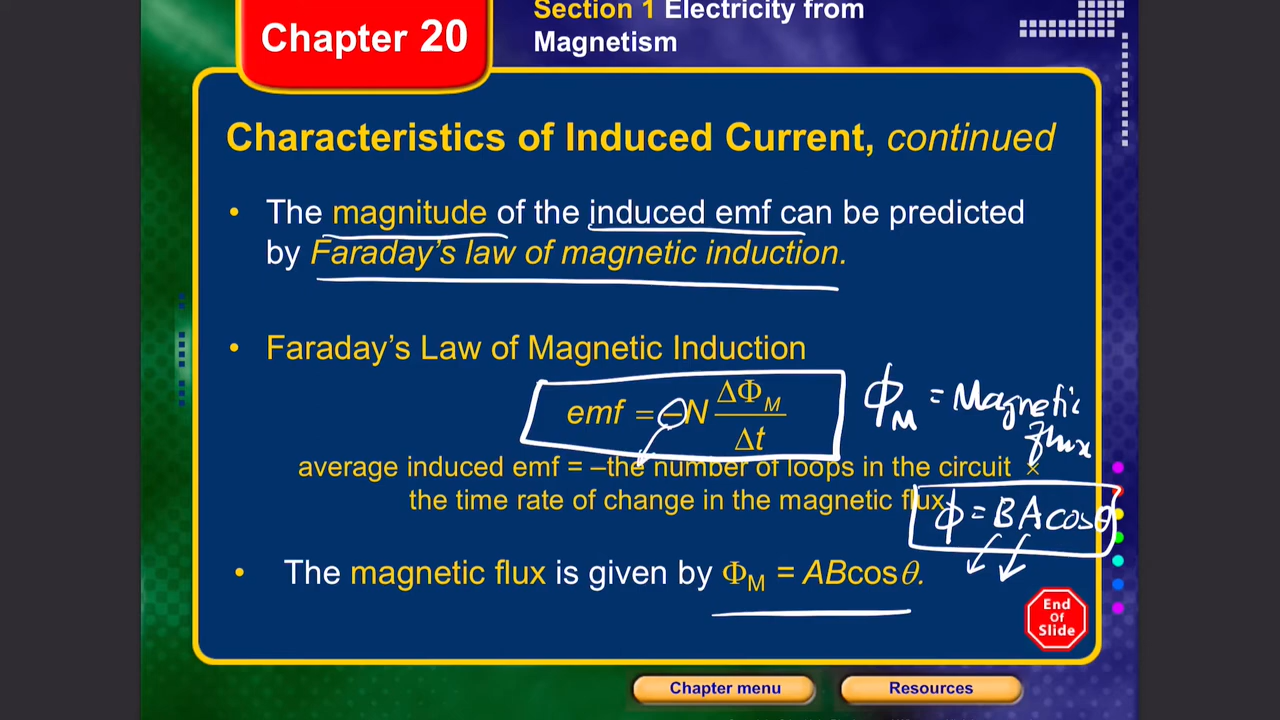 Chapter 20
Section 1 Electricity from
Magnetism
Characteristics of Induced Current, continued
• The magnitude of the induced emf can be predicted
by Faraday's law of magnetic induction.
• Faraday's Law of Magnetic Induction
emf = –N ΔΦM / Δt
ϕM = Magnetic
flux
average induced emf = –the number of loops in the circuit ×
the time rate of change in the magnetic flux
ϕ = BA cosθ
• The magnetic flux is given by ΦM = ABcosθ.
End
Of
Slide
Chapter menu
Resources